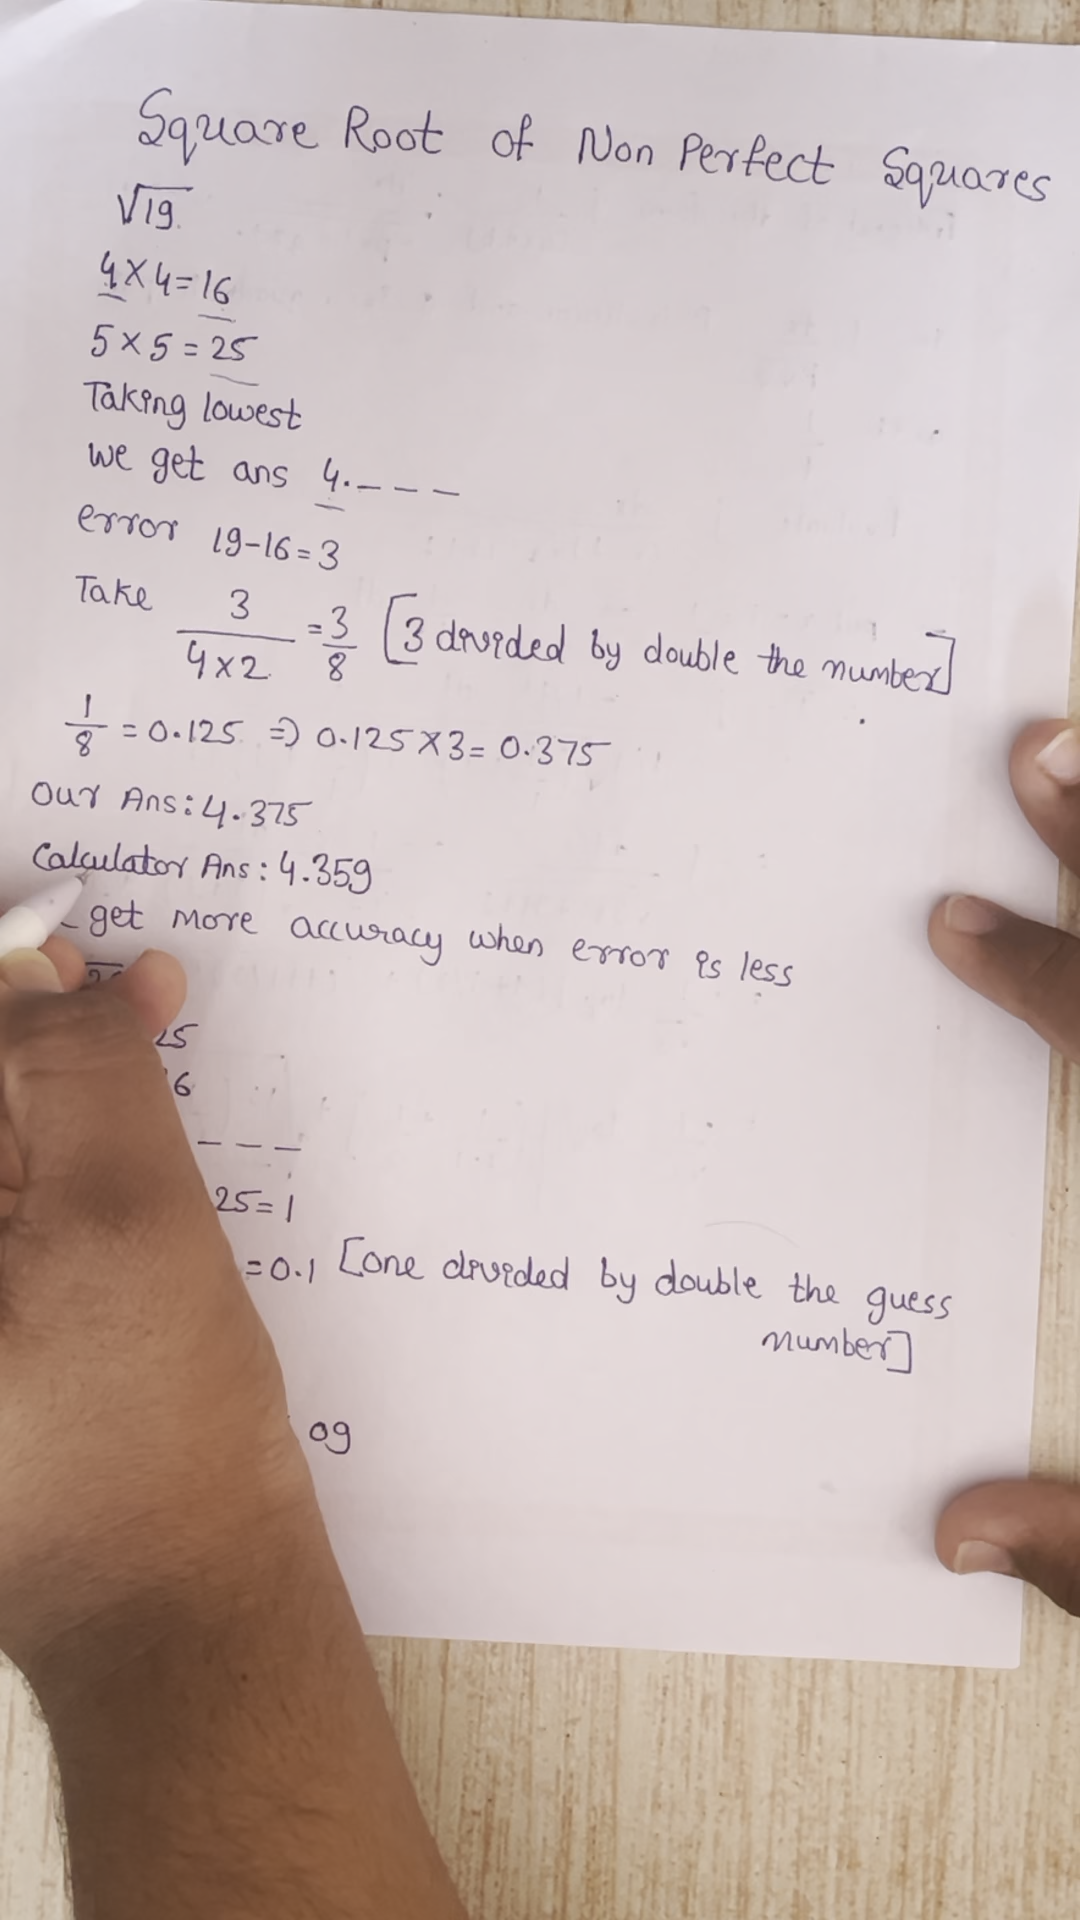 Square Root of Non Perfect Squares
√19
4×4=16
5×5=25
Taking lowest
we get ans 4.---
error 19-16=3
Take 3/4×2 = 3/8 [3 divided by double the number]
1/8 = 0.125 ⇒ 0.125×3= 0.375
our Ans: 4.375
Calculator Ans: 4.359
get more accuracy when error is less
25
6
---
25=1
=0.1 [one divided by double the guess
number]
09